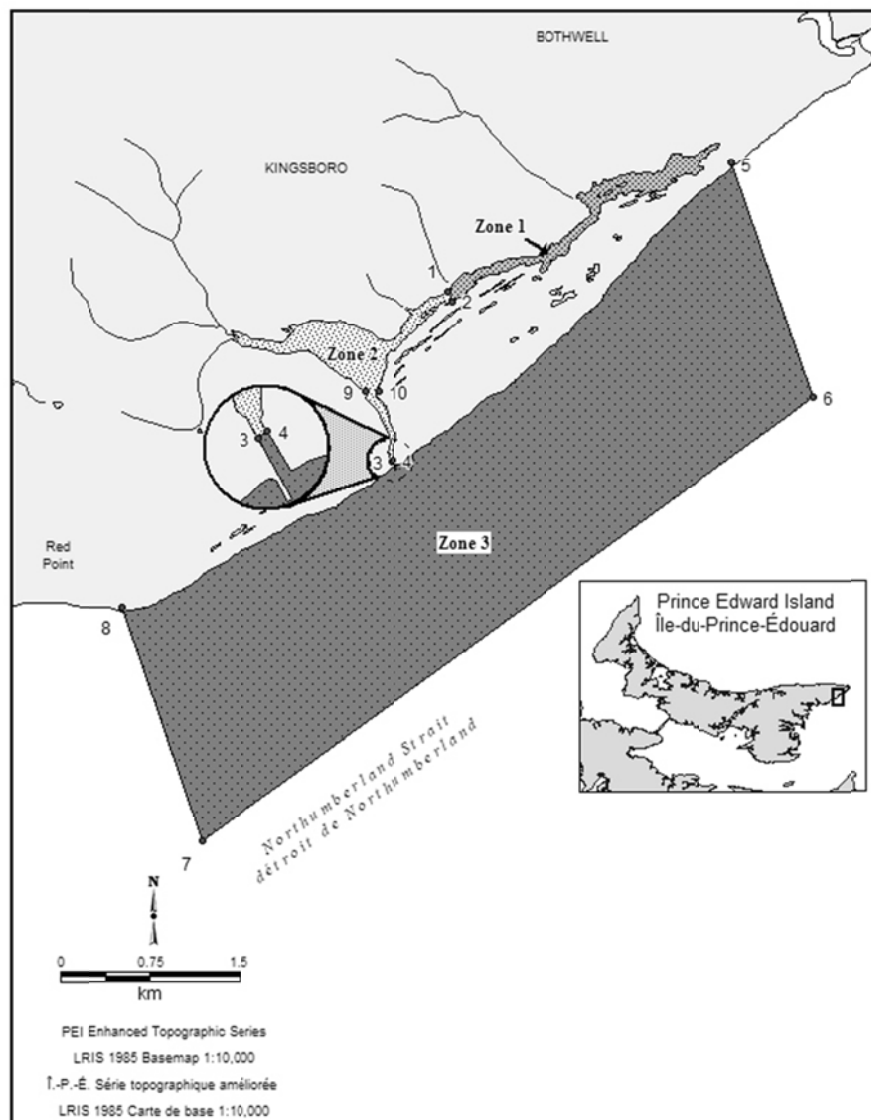 BOTHWELL
KINGSBORO
5
Zone 1
1
2
Zone 2
9
10
6
3
4
3
4
Zone 3
Red
Point
8
Prince Edward Island
Île-du-Prince-Édouard
Northumberland Strait
détroit de Northumberland
7
N
0
0.75
1.5
km
PEI Enhanced Topographic Series
LRIS 1985 Basemap 1:10,000
Î.-P.-É. Série topographique améliorée
LRIS 1985 Carte de base 1:10,000